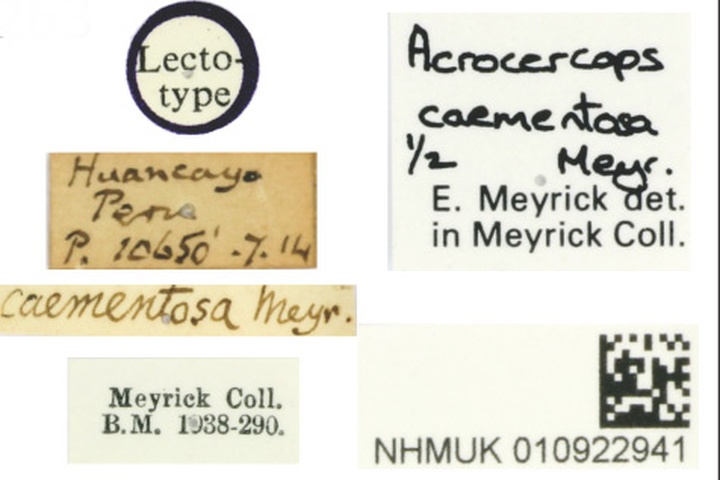 Lecto-
type
Huancayo
Peru
P. 10650' .7.14
caementosa Meyr.
Meyrick Coll.
B.M. 1938-290.
Acrocercops
caementosa
1/2 Meyr.
E. Meyrick det.
in Meyrick Coll.
NHMUK 010922941